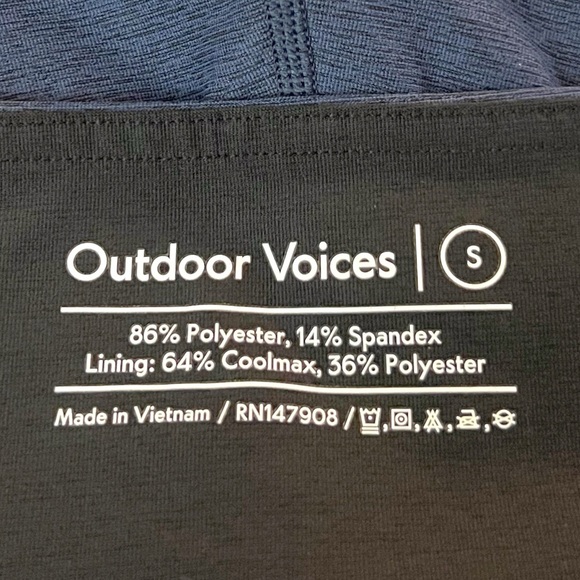 Outdoor Voices | S
86% Polyester, 14% Spandex
Lining: 64% Coolmax, 36% Polyester
Made in Vietnam / RN147908 /